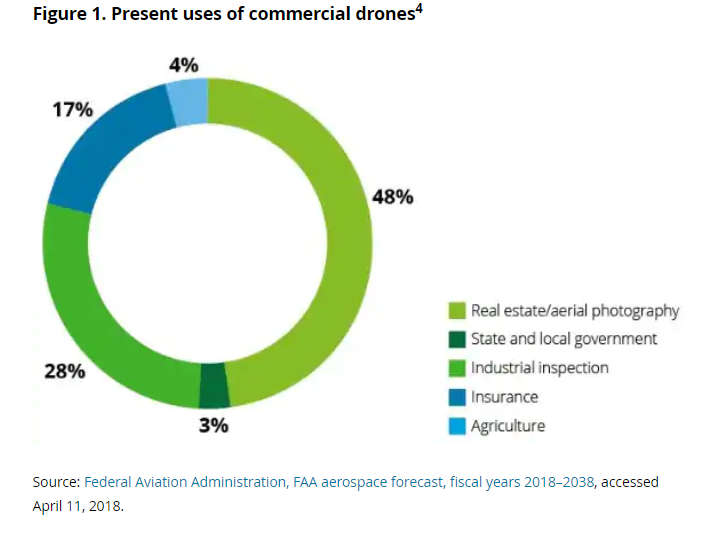 Figure 1. Present uses of commercial drones4
4%
17%
48%
28%
3%
Real estate/aerial photography
State and local government
Industrial inspection
Insurance
Agriculture
Source: Federal Aviation Administration, FAA aerospace forecast, fiscal years 2018–2038, accessed
April 11, 2018.